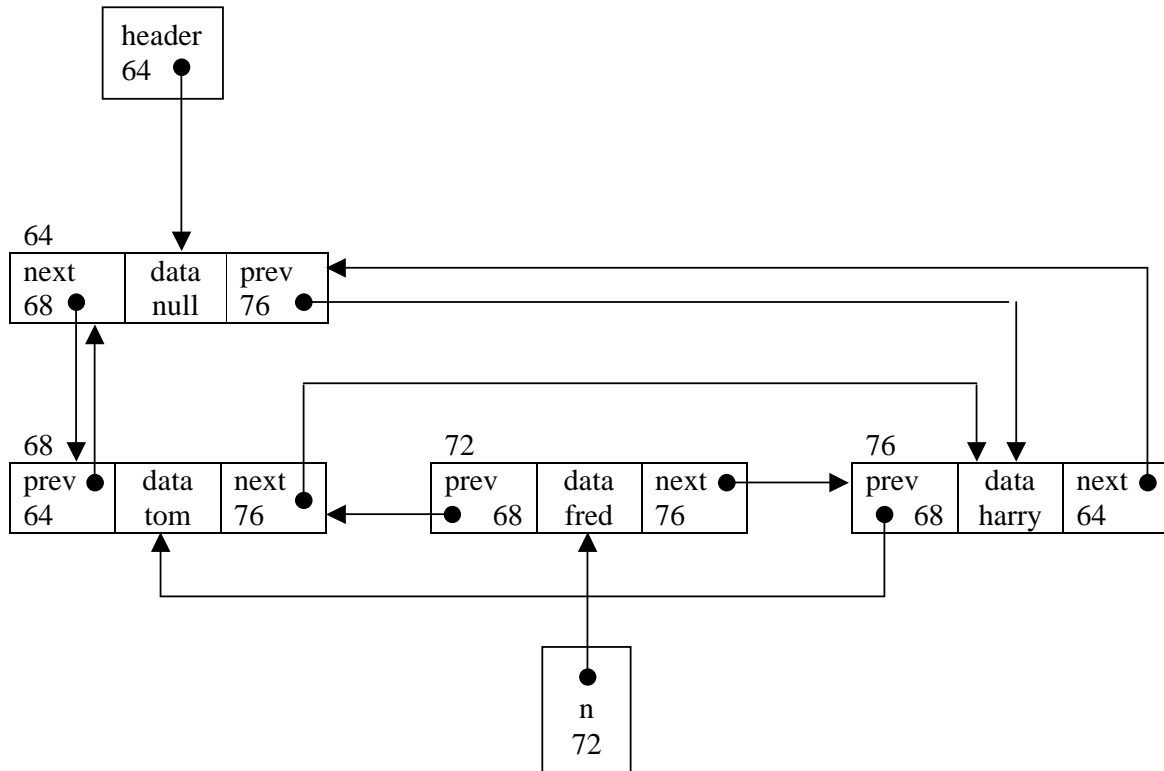 header
64
64
next data prev
68 null 76
68 72 76
prev data next prev data next prev data next
64 tom 76 68 fred 76 68 harry 64
n
72